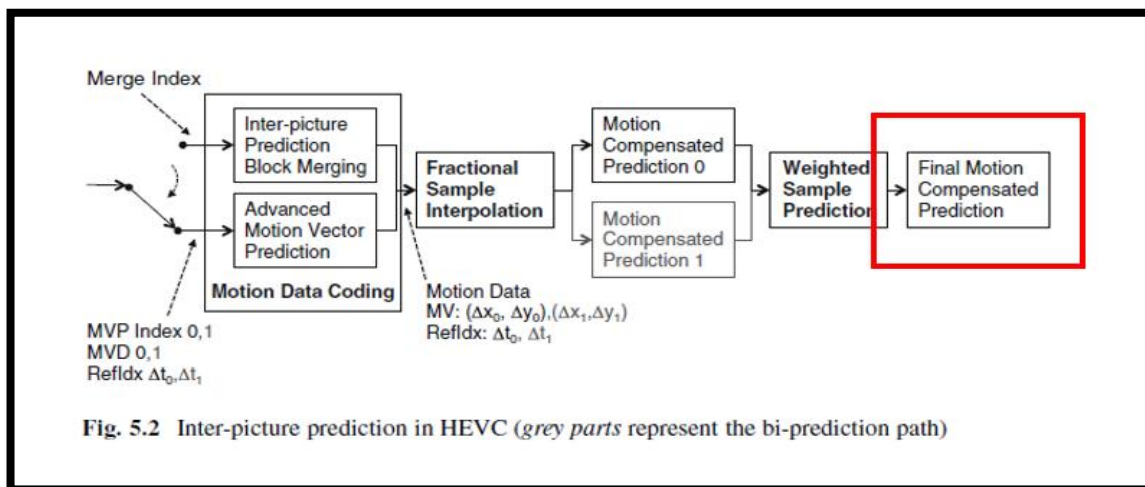 Merge Index
Inter-picture
Prediction
Block Merging
Advanced
Motion Vector
Prediction
Motion Data Coding
MVP Index 0,1
MVD 0,1
RefIdx Δt₀,Δt₁
Fractional
Sample
Interpolation
Motion Data
MV: (Δx₀, Δy₀),(Δx₁,Δy₁)
RefIdx: Δt₀, Δt₁
Motion
Compensated
Prediction 0
Motion
Compensated
Prediction 1
Weighted
Sample
Prediction
Final Motion
Compensated
Prediction
Fig. 5.2 Inter-picture prediction in HEVC (grey parts represent the bi-prediction path)